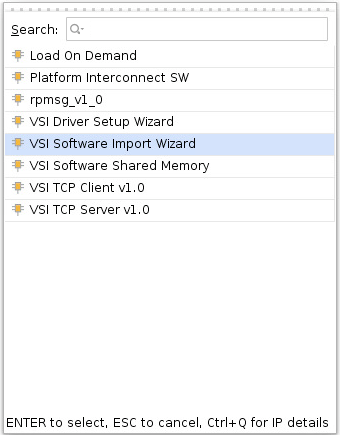 Search:
Load On Demand
Platform Interconnect SW
rpmsg_v1_0
VSI Driver Setup Wizard
VSI Software Import Wizard
VSI Software Shared Memory
VSI TCP Client v1.0
VSI TCP Server v1.0
ENTER to select, ESC to cancel, Ctrl+Q for IP details